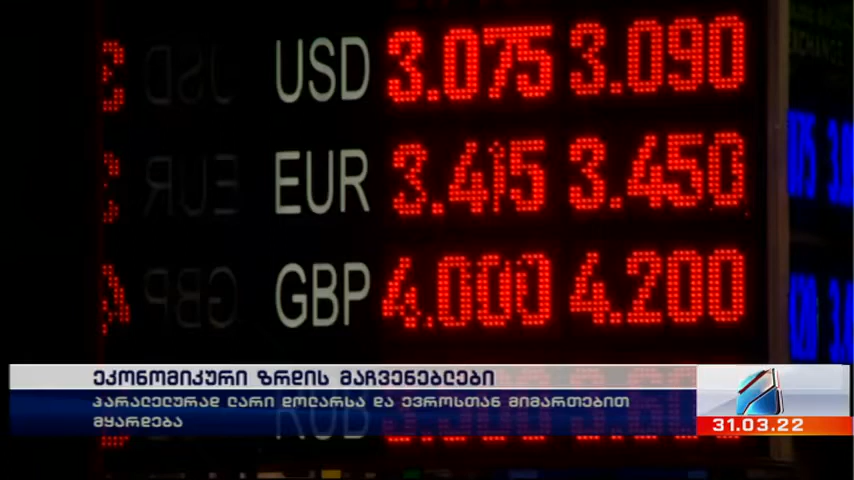 USD 3.075 3.090
EUR 3.415 3.450
GBP 4.000 4.200
ეკონომიკური ზრდის მაჩვენებლები
პარალელურად ლარი დოლარსა და ევროსთან მიმართებით
მყარდება
RUB
31.03.22